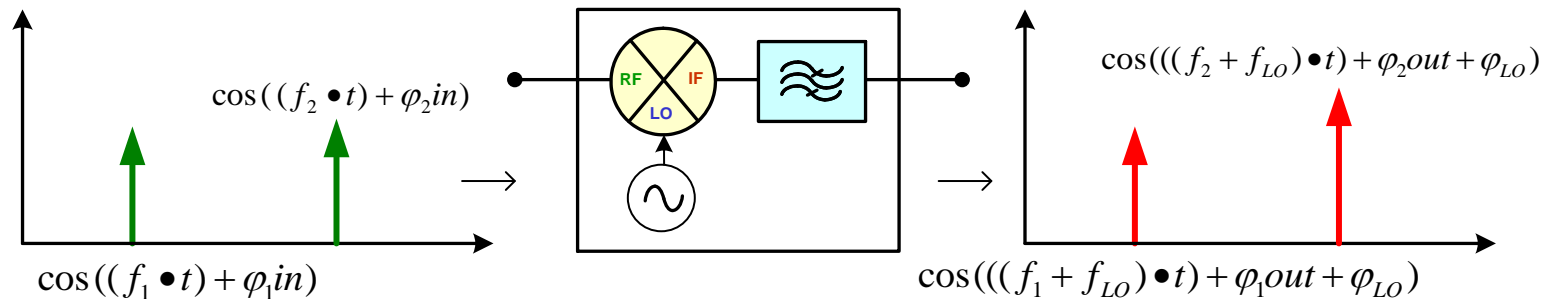 cos((f₂ • t) + φ₂in)
cos((f₁ • t) + φ₁in)
→
RF
IF
LO
→
cos(((f₂ + f_LO) • t) + φ₂out + φ_LO)
cos(((f₁ + f_LO) • t) + φ₁out + φ_LO)